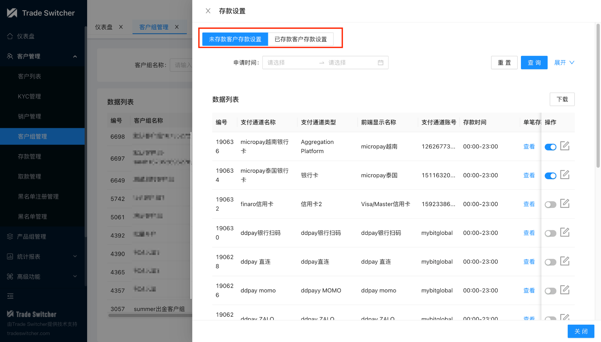 Trade Switcher
仪表盘
客户管理
客户列表
KYC管理
销户管理
客户组管理
存款管理
取款管理
黑名单注册管理
黑名单管理
产品组管理
统计报表
高级功能
Trade Switcher
tradeswitcher.com
仪表盘 ×
客户组管理 ×
客户组名称：
数据列表
编号 客户组名称
6698
6697
6649
5742
5061
4392
4390
4365
4357
3057 summer出金客户组
× 存款设置
未存款客户存款设置 已存款客户存款设置
申请时间： 请选择 → 请选择 重 置 查 询 展开
数据列表 下载
编号 支付通道名称 支付通道类型 前端显示名称 支付通道账号 存款时间 单笔存 操作
190636 micropay越南银行卡 Aggregation Platform micropay越南 12626773... 00:00-23:00 查看
190634 micropay泰国银行卡 银行卡 micropay泰国 15116320... 00:00-23:00 查看
190632 finaro信用卡 信用卡2 Visa/Master信用卡 15923386... 00:00-23:00 查看
190630 ddpay银行扫码 ddpay银行扫码 ddpay银行扫码 mybitglobal 00:00-23:00 查看
190628 ddpay 直连 ddpay直连 ddpay 直连 mybitglobal 00:00-23:00 查看
190626 ddpay momo ddpayy MOMO ddpay momo mybitglobal 00:00-23:00 查看
19062 ddpay ZALO ddpay ZALO ddpay ZALO mybitglobal 00:00-23:00 查看
关 闭